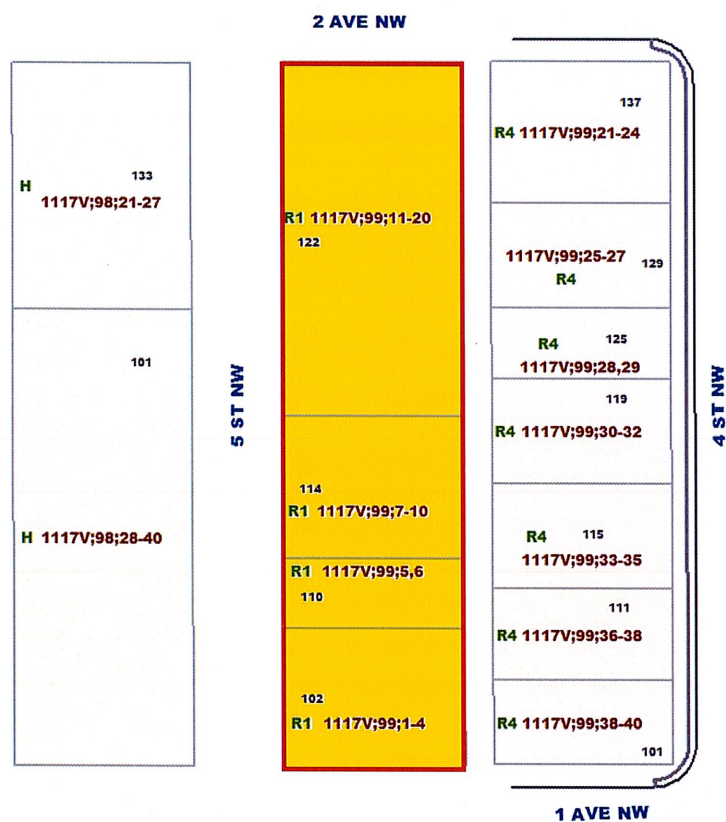 2 AVE NW
133
H
1117V;98;21-27
101
H 1117V;98;28-40
5 ST NW
R1 1117V;99;11-20
122
114
R1 1117V;99;7-10
R1 1117V;99;5,6
110
102
R1 1117V;99;1-4
137
R4 1117V;99;21-24
1117V;99;25-27
129
R4
R4
125
1117V;99;28,29
119
R4 1117V;99;30-32
R4
115
1117V;99;33-35
111
R4 1117V;99;36-38
R4 1117V;99;38-40
101
4 ST NW
1 AVE NW